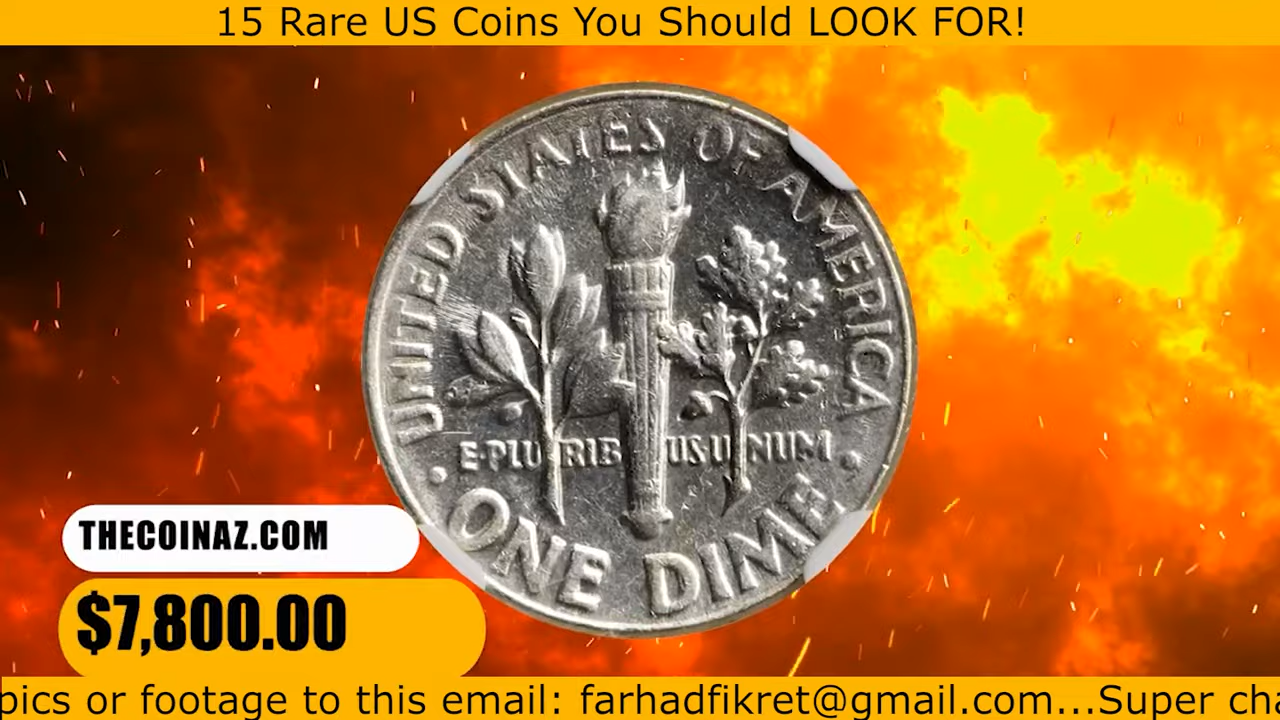 15 Rare US Coins You Should LOOK FOR!
UNITED STATES OF AMERICA
E·PLU RIB US·U NUM
ONE DIME
THECOINAZ.COM
$7,800.00
pics or footage to this email: farhadfikret@gmail.com...Super cha